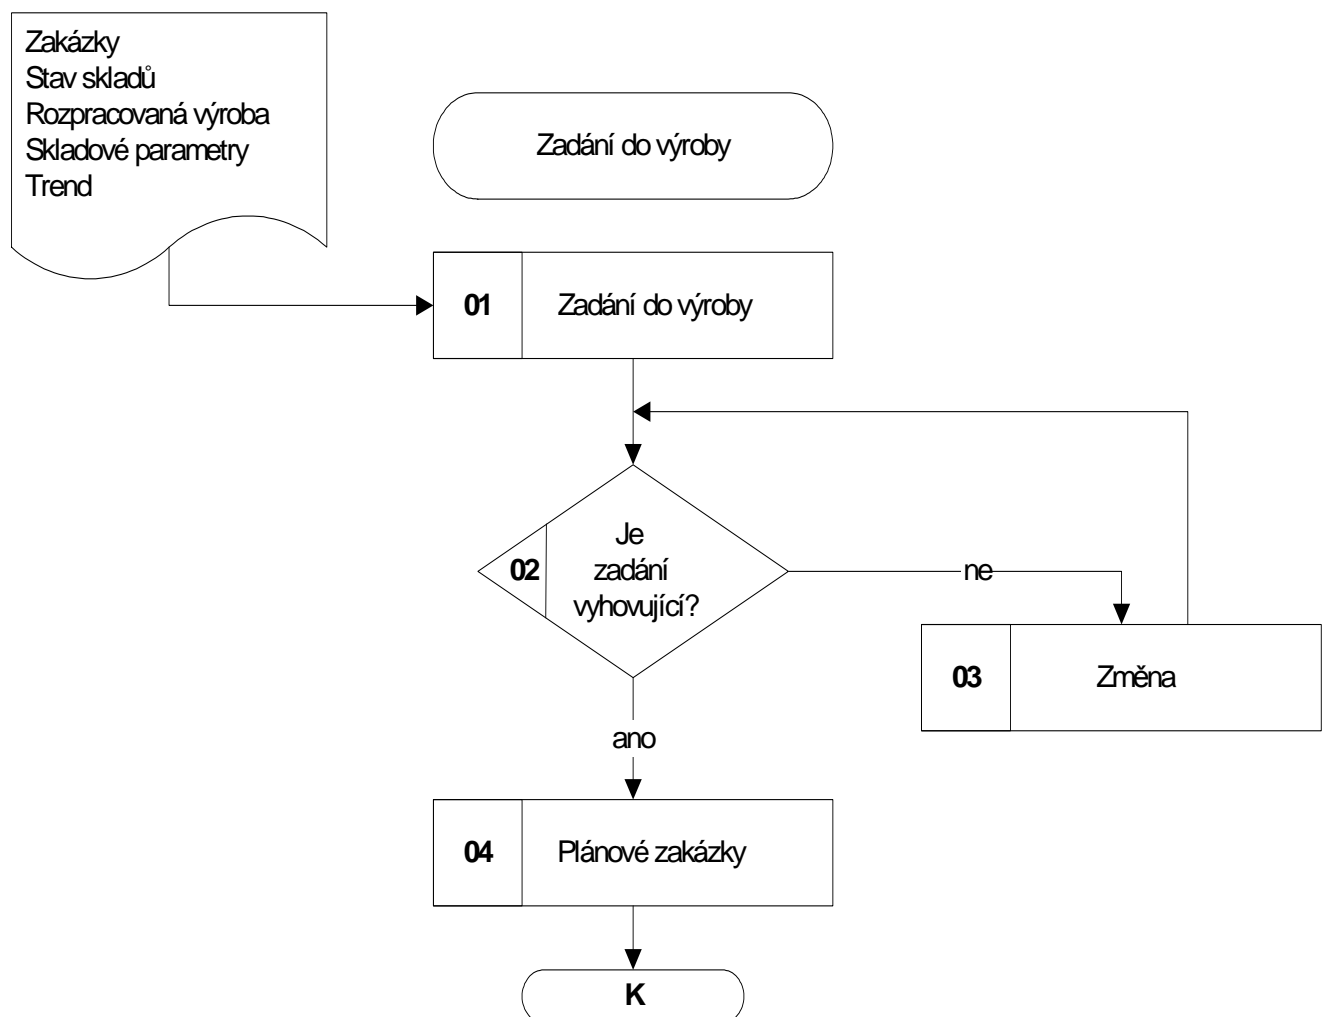 Zakázky
Stav skladů
Rozpracovaná výroba
Skladové parametry
Trend
Zadání do výroby
01 Zadání do výroby
02
Je
zadání
vyhovující?
ne
03 Změna
ano
04 Plánové zakázky
K